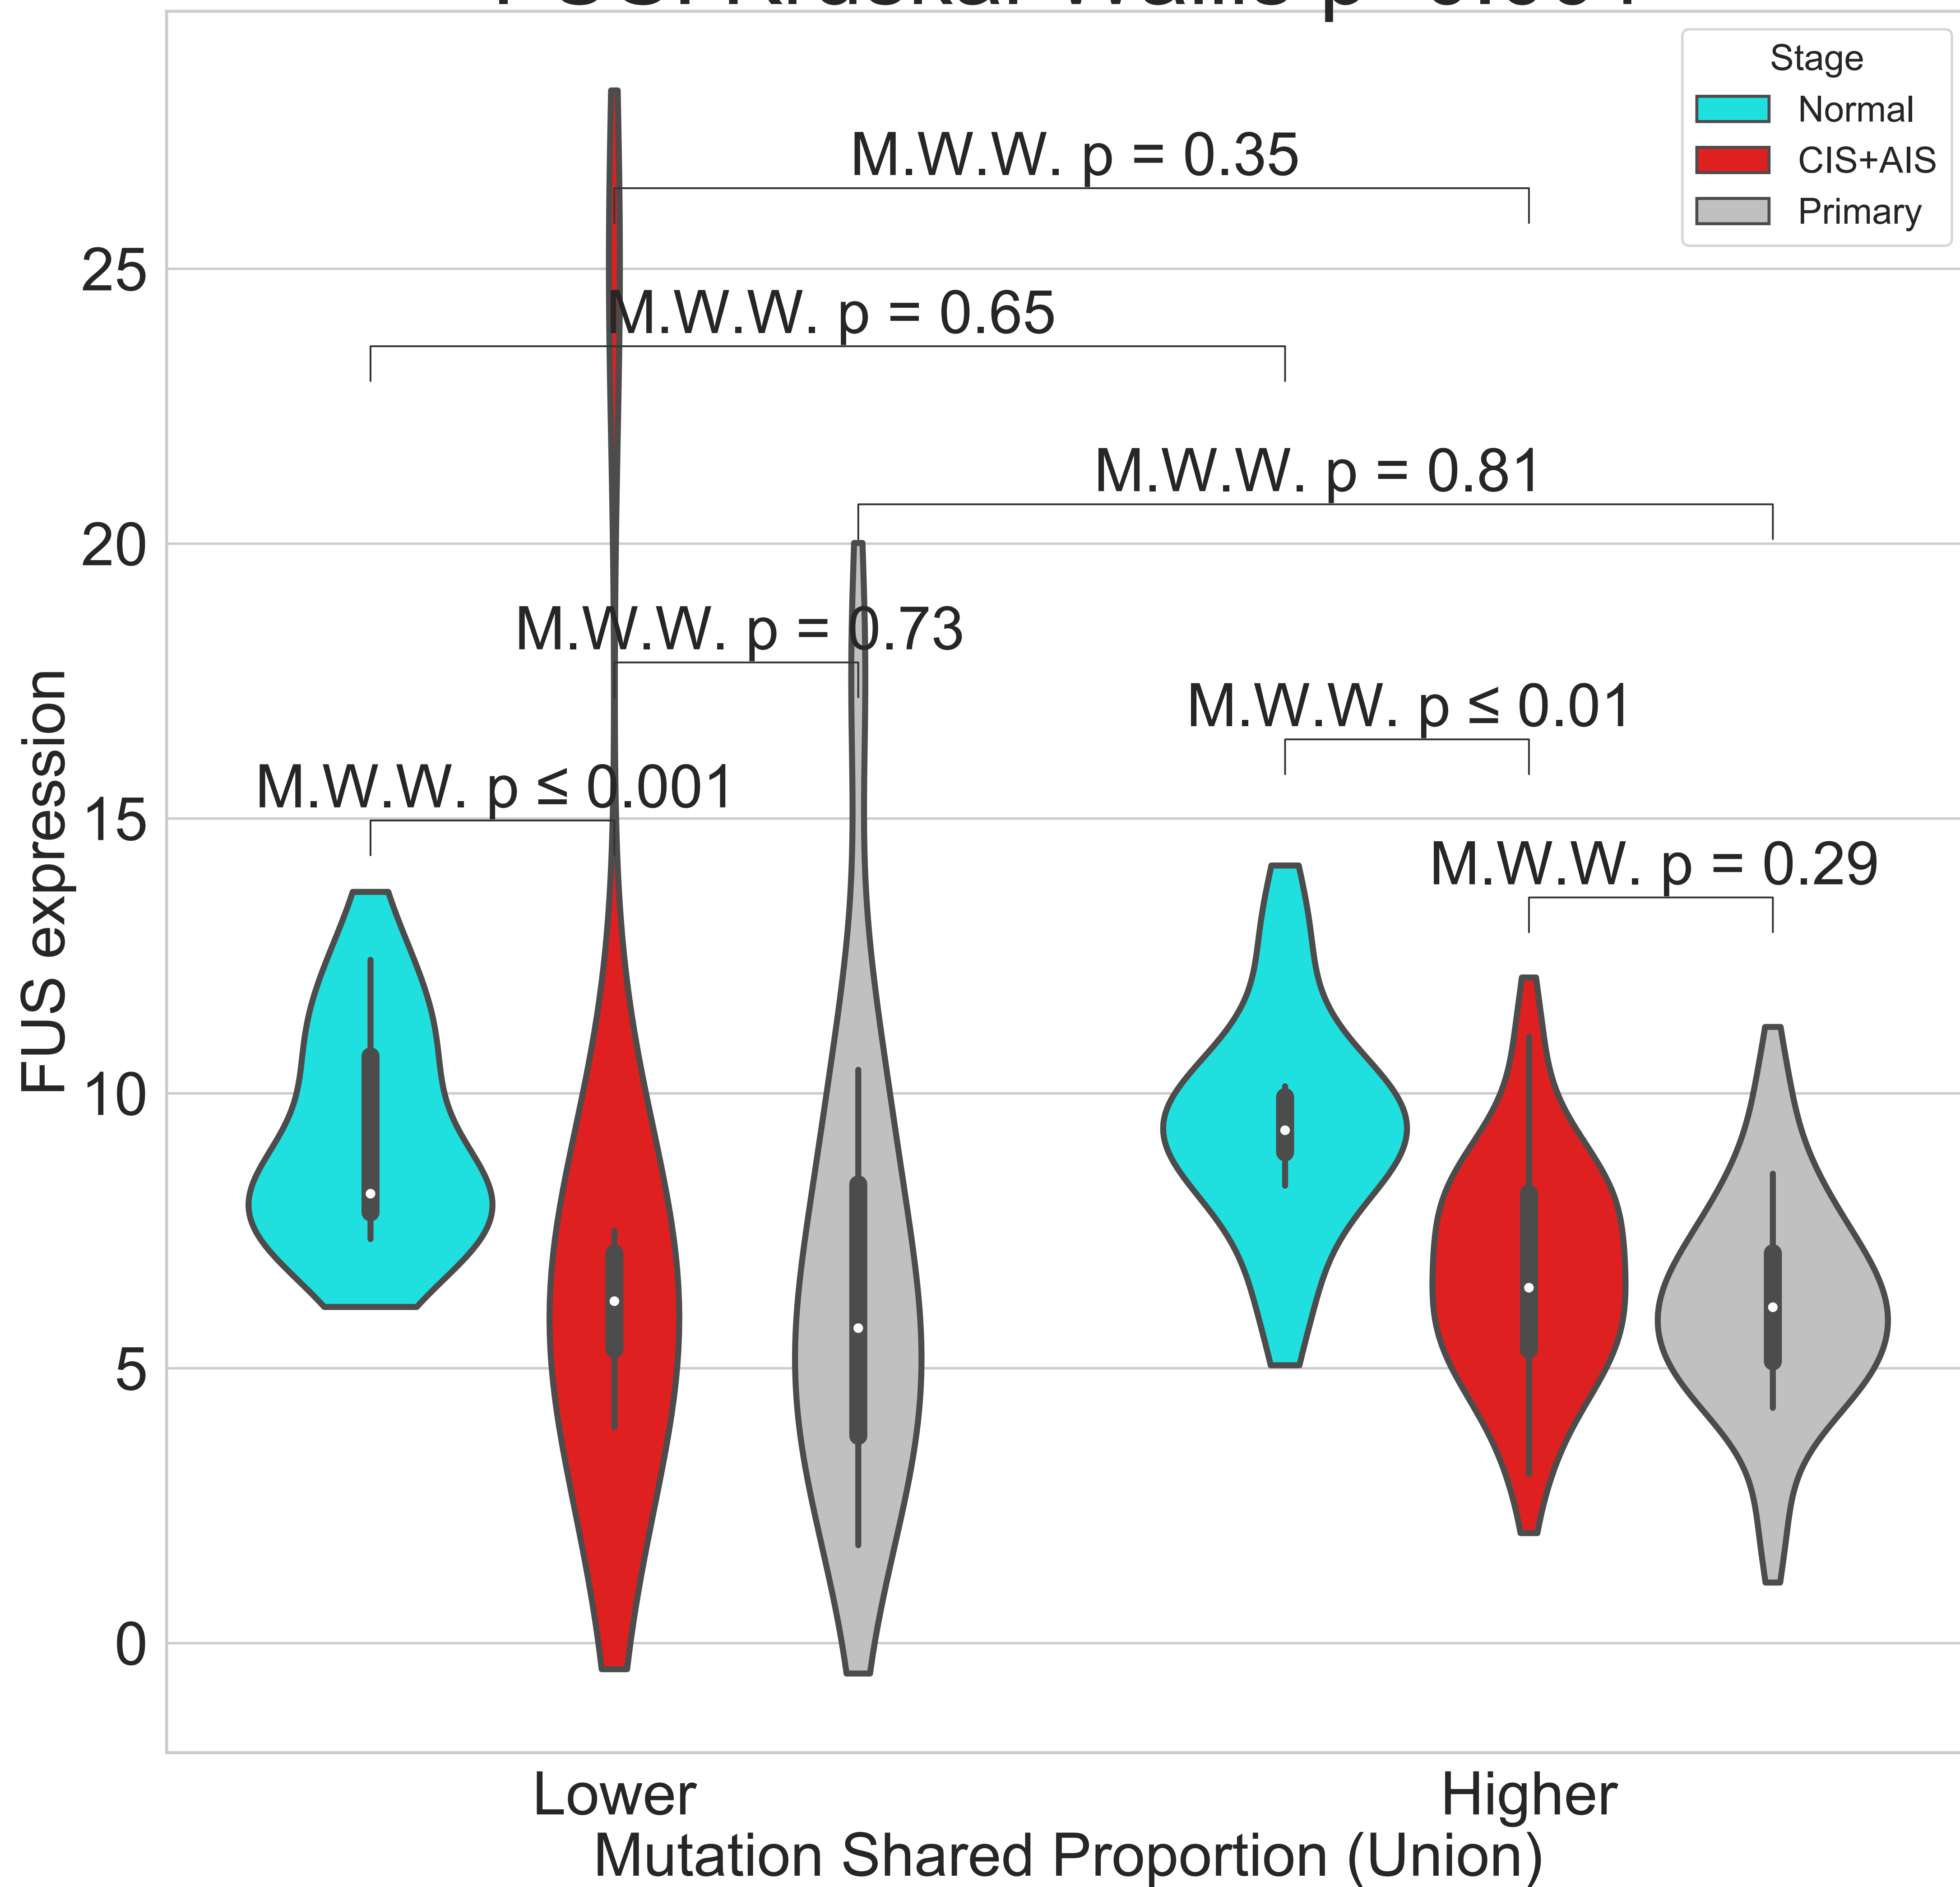 Stage
Normal
CIS+AIS
Primary
M.W.W. p = 0.35
M.W.W. p = 0.65
M.W.W. p = 0.81
M.W.W. p = 0.73
M.W.W. p ≤ 0.01
M.W.W. p ≤ 0.001
M.W.W. p = 0.29
25
20
15
10
5
0
FUS expression
Lower
Higher
Mutation Shared Proportion (Union)